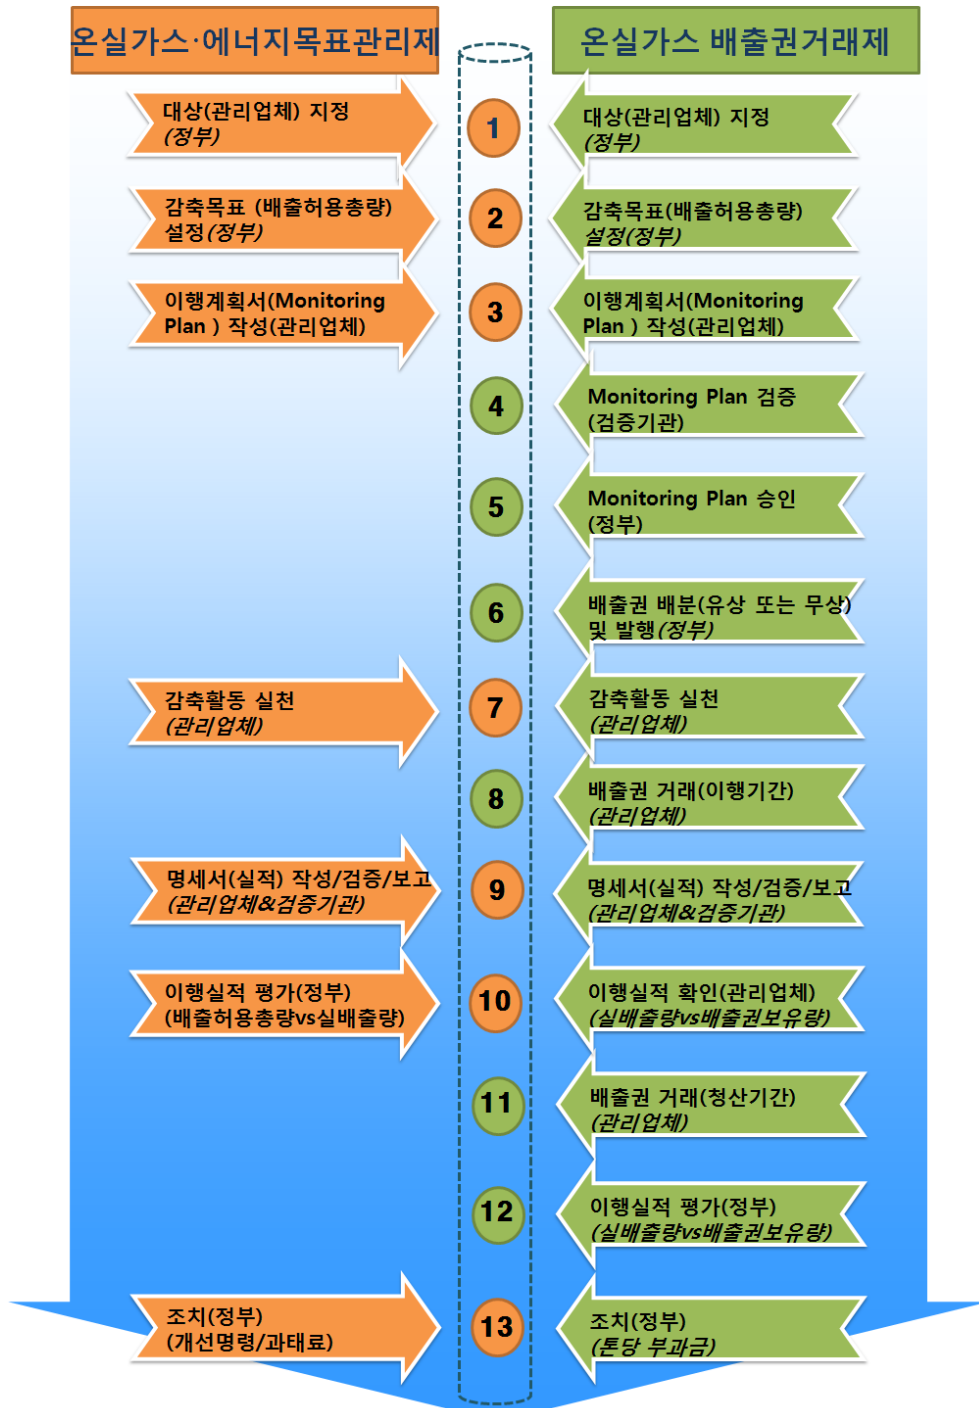 온실가스·에너지목표관리제
온실가스 배출권거래제
대상(관리업체) 지정
(정부)
1
대상(관리업체) 지정
(정부)
감축목표 (배출허용총량)
설정(정부)
2
감축목표(배출허용총량)
설정(정부)
이행계획서(Monitoring
Plan ) 작성(관리업체)
3
이행계획서(Monitoring
Plan ) 작성(관리업체)
4
Monitoring Plan 검증
(검증기관)
5
Monitoring Plan 승인
(정부)
6
배출권 배분(유상 또는 무상)
및 발행(정부)
감축활동 실천
(관리업체)
7
감축활동 실천
(관리업체)
8
배출권 거래(이행기간)
(관리업체)
명세서(실적) 작성/검증/보고
(관리업체&검증기관)
9
명세서(실적) 작성/검증/보고
(관리업체&검증기관)
이행실적 평가(정부)
(배출허용총량vs실배출량)
10
이행실적 확인(관리업체)
(실배출량vs배출권보유량)
11
배출권 거래(청산기간)
(관리업체)
12
이행실적 평가(정부)
(실배출량vs배출권보유량)
조치(정부)
(개선명령/과태료)
13
조치(정부)
(톤당 부과금)